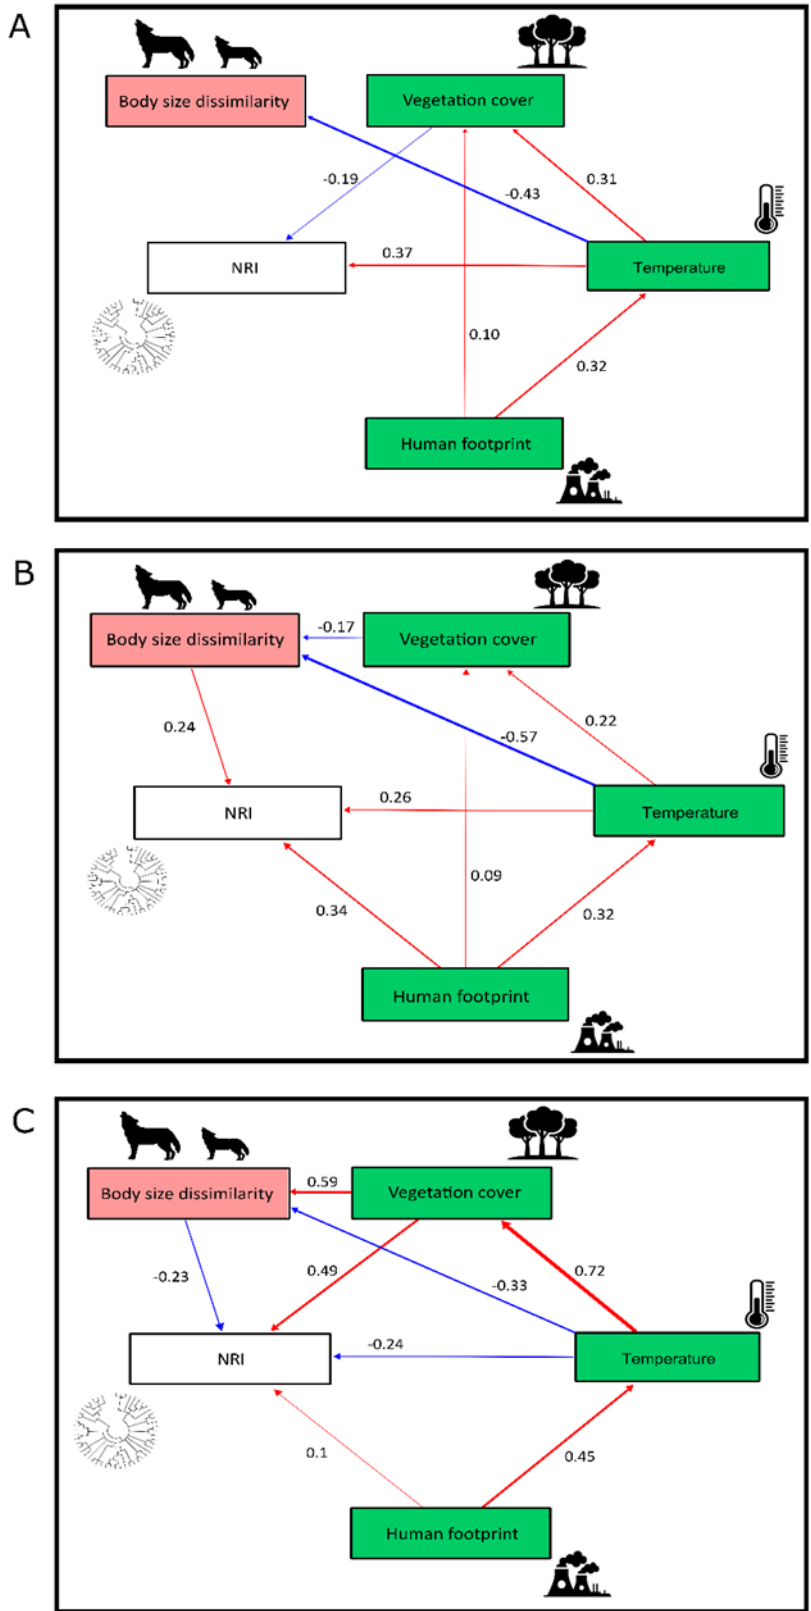 A
Body size dissimilarity
Vegetation cover
-0.19
-0.43
0.31
NRI
0.37
Temperature
0.10
0.32
Human footprint
B
Body size dissimilarity
-0.17
Vegetation cover
0.24
-0.57
0.22
NRI
0.26
Temperature
0.34
0.09
0.32
Human footprint
C
Body size dissimilarity
0.59
Vegetation cover
-0.23
0.49
-0.33
0.72
NRI
-0.24
Temperature
0.1
0.45
Human footprint